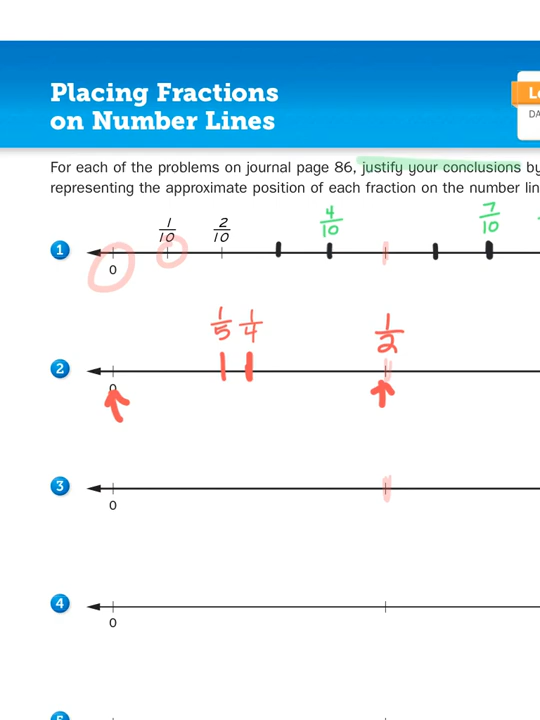 Placing Fractions
on Number Lines
L
DA
For each of the problems on journal page 86, justify your conclusions by
representing the approximate position of each fraction on the number lin
1/10 2/10 4/10 7/10
1
0
1/5 1/4 1/2
2
0
3
0
4
0
5